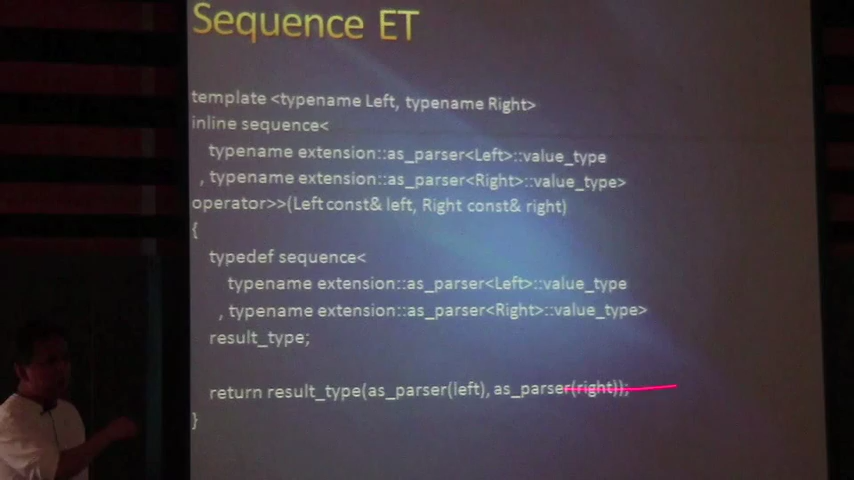 Sequence ET
template <typename Left, typename Right>
inline sequence<
typename extension::as_parser<Left>::value_type
, typename extension::as_parser<Right>::value_type>
operator>>(Left const& left, Right const& right)
{
typedef sequence<
typename extension::as_parser<Left>::value_type
, typename extension::as_parser<Right>::value_type>
result_type;
return result_type(as_parser(left), as_parser(right));
}